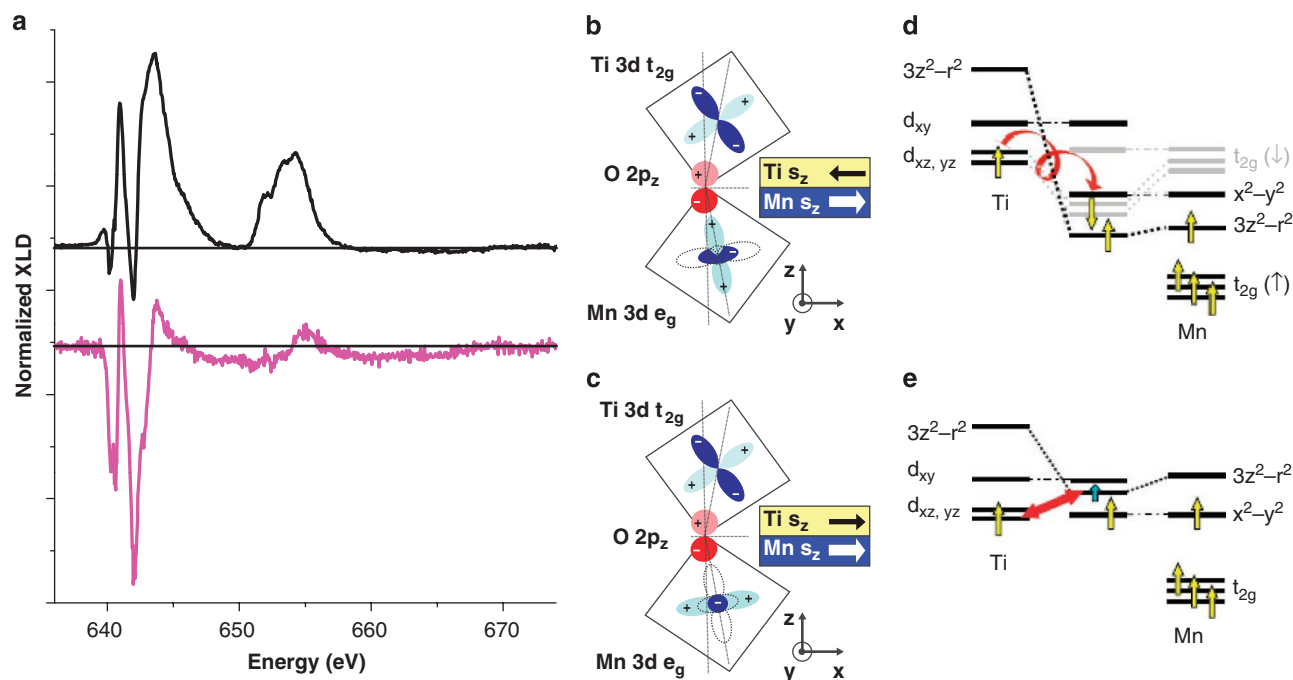 a
Normalized XLD
640 650 660 670
Energy (eV)
b
Ti 3d t2g
+
+
–
–
O 2pz
+
–
+
+
Mn 3d eg
Ti sz
Mn sz
z
y x
c
Ti 3d t2g
–
+
+
–
O 2pz
+
–
+ – +
Mn 3d eg
Ti sz
Mn sz
z
y x
d
3z²–r²
dxy
dxz, yz
Ti
t2g (↓)
x²–y²
3z²–r²
t2g (↑)
Mn
e
3z²–r²
dxy
dxz, yz
Ti
3z²–r²
x²–y²
t2g
Mn